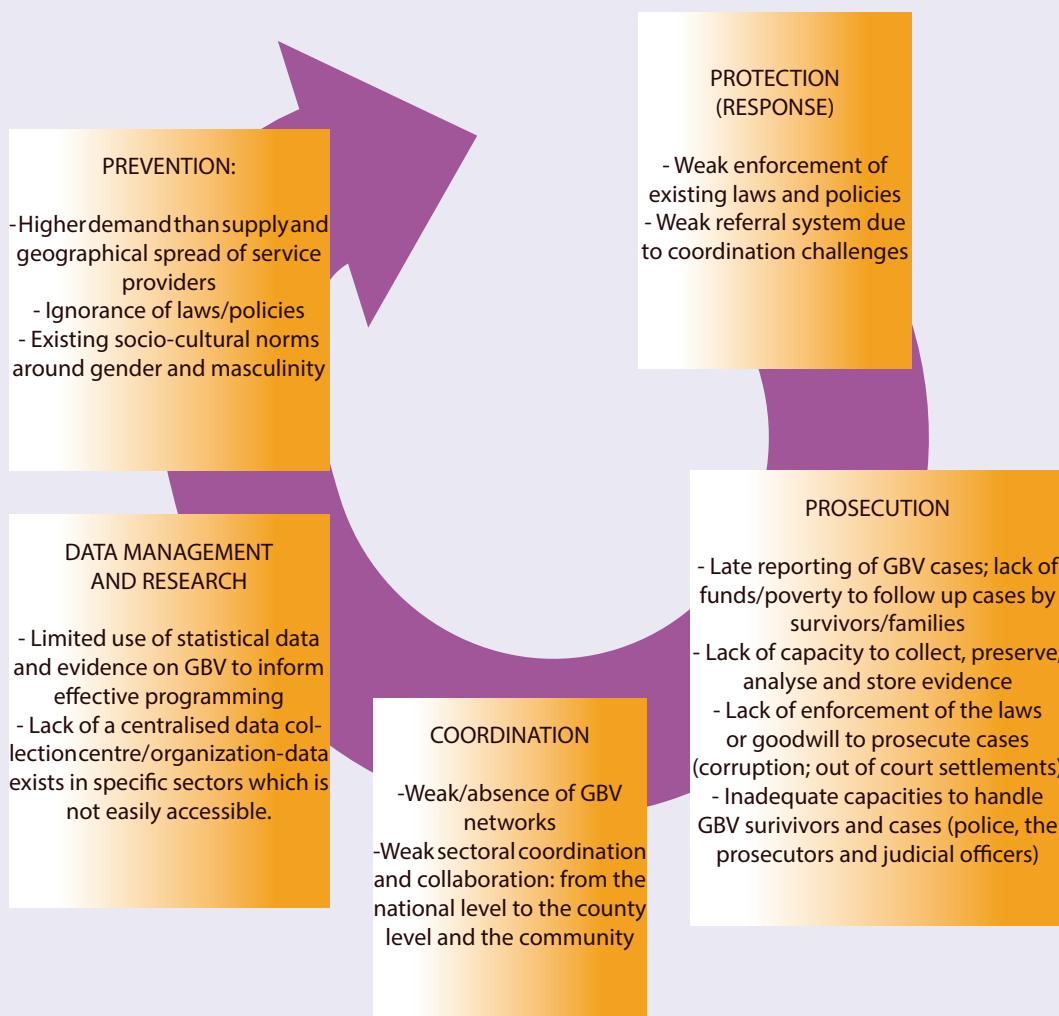 PREVENTION:
-Higher demand than supply and
geographical spread of service
providers
- Ignorance of laws/policies
- Existing socio-cultural norms
around gender and masculinity
PROTECTION
(RESPONSE)
- Weak enforcement of
existing laws and policies
- Weak referral system due
to coordination challenges
DATA MANAGEMENT
AND RESEARCH
- Limited use of statistical data
and evidence on GBV to inform
effective programming
- Lack of a centralised data col-
lection centre/organization-data
exists in specific sectors which is
not easily accessible.
COORDINATION
-Weak/absence of GBV
networks
-Weak sectoral coordination
and collaboration: from the
national level to the county
level and the community
PROSECUTION
- Late reporting of GBV cases; lack of
funds/poverty to follow up cases by
survivors/families
- Lack of capacity to collect, preserve,
analyse and store evidence
- Lack of enforcement of the laws
or goodwill to prosecute cases
(corruption; out of court settlements)
- Inadequate capacities to handle
GBV surivivors and cases (police, the
prosecutors and judicial officers)